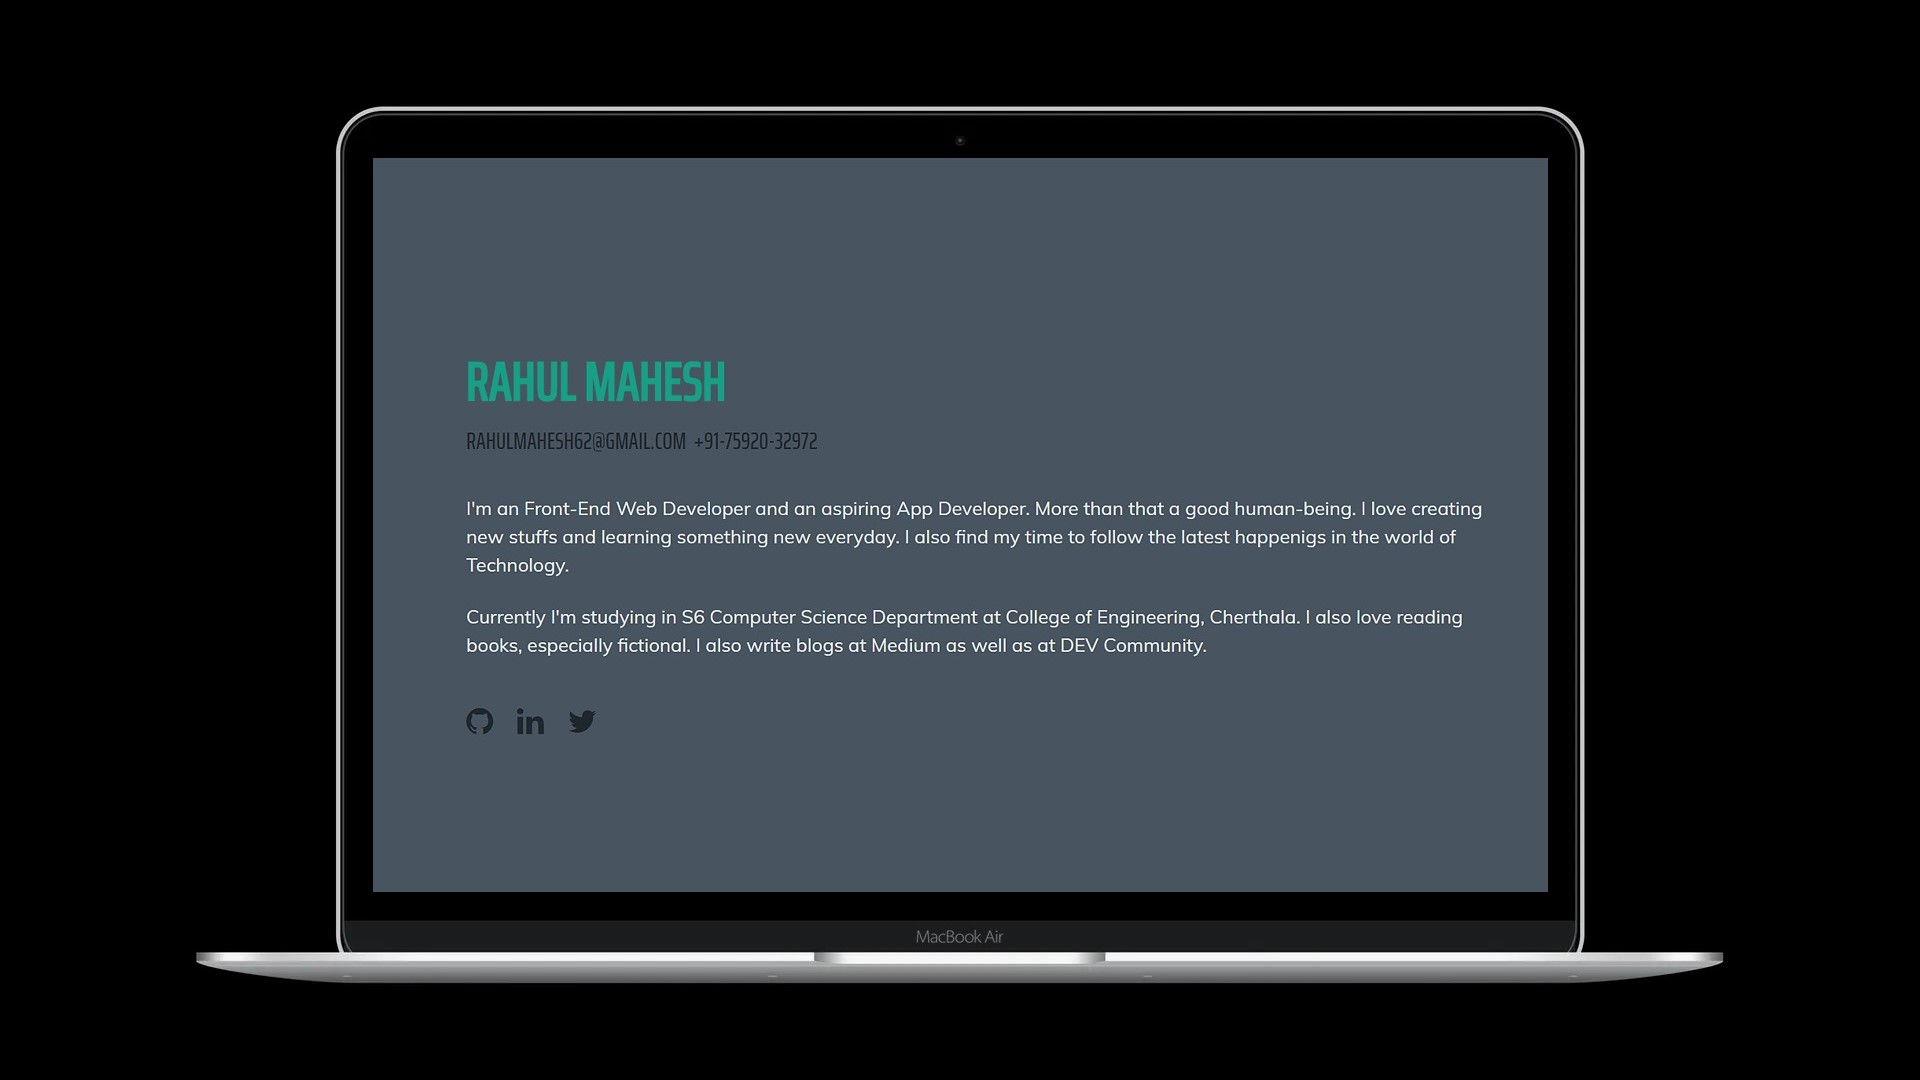 RAHUL MAHESH
RAHULMAHESH62@GMAIL.COM +91-75920-32972
I'm an Front-End Web Developer and an aspiring App Developer. More than that a good human-being. I love creating
new stuffs and learning something new everyday. I also find my time to follow the latest happenigs in the world of
Technology.
Currently I'm studying in S6 Computer Science Department at College of Engineering, Cherthala. I also love reading
books, especially fictional. I also write blogs at Medium as well as at DEV Community.
in
MacBook Air